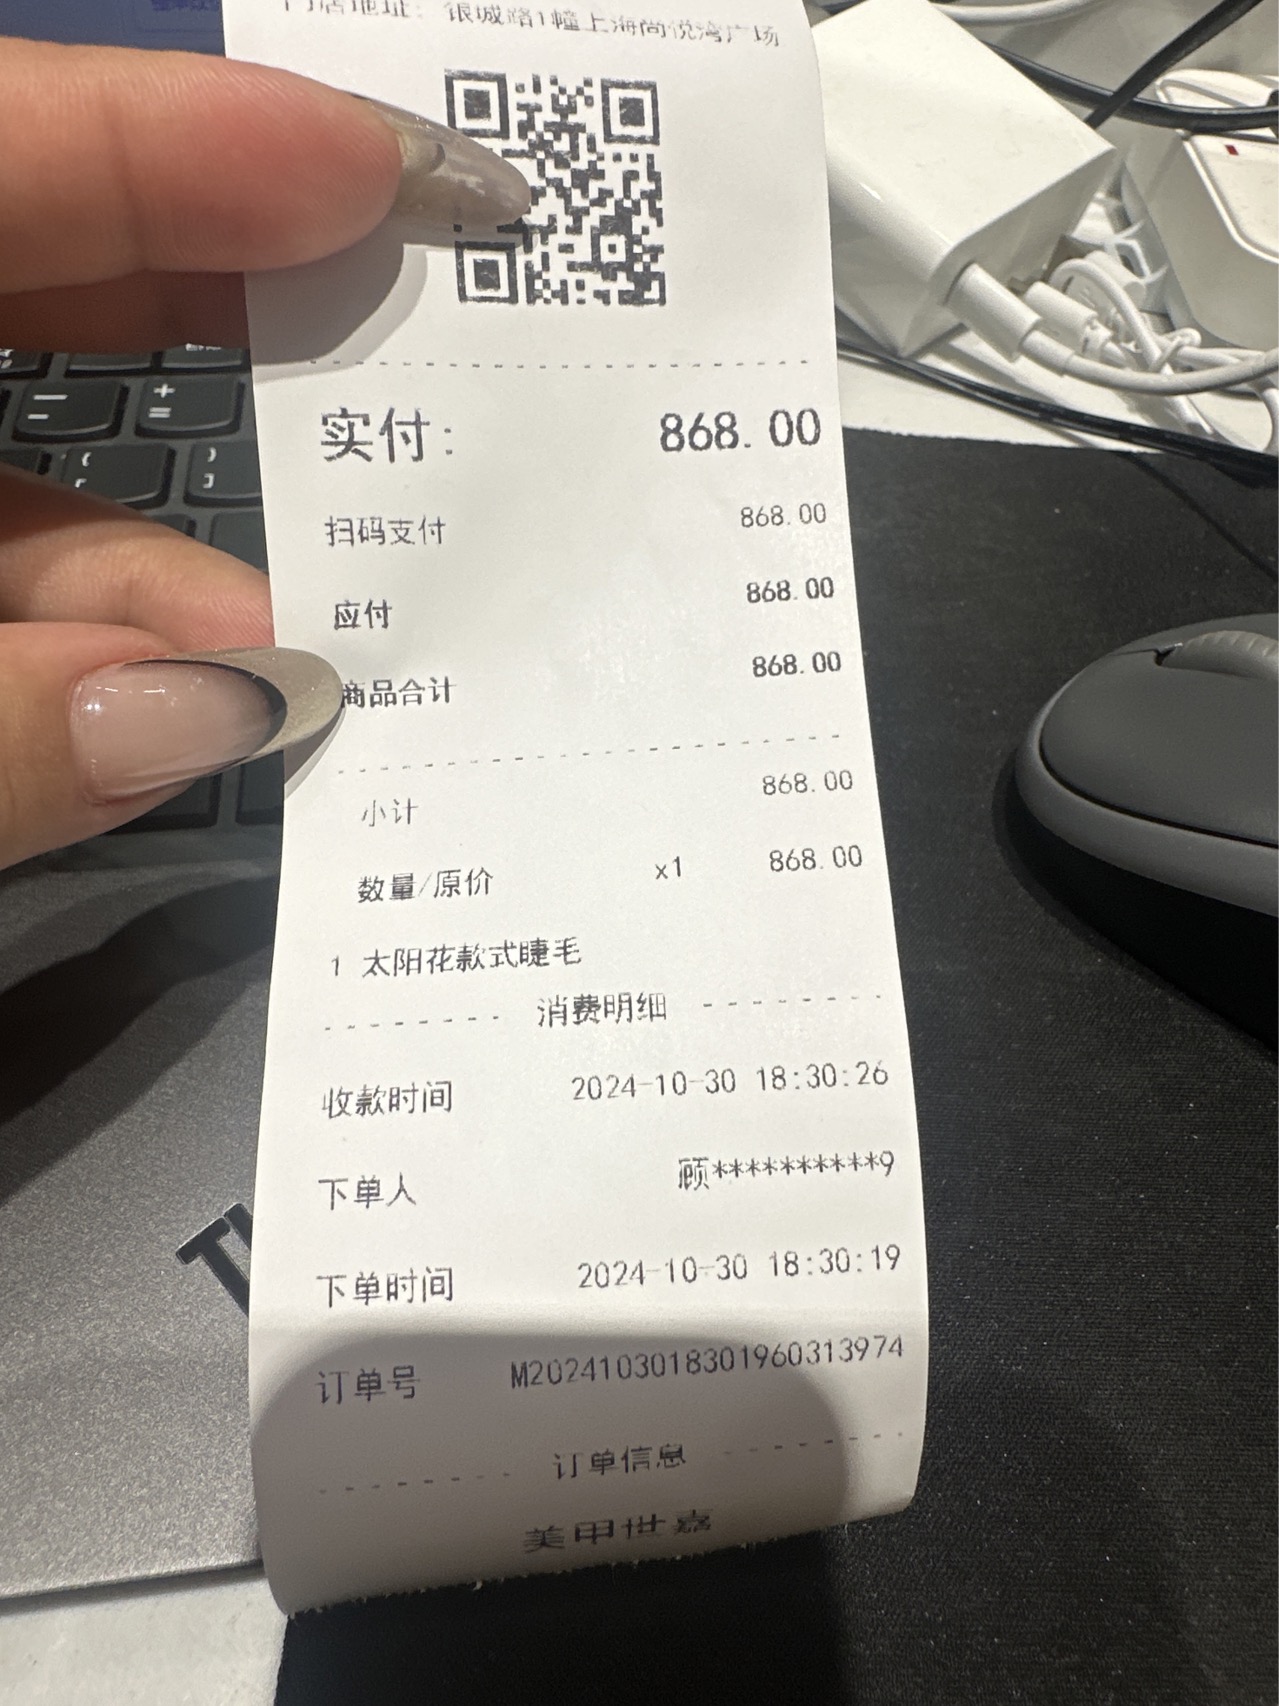 门店地址: 银城路1幢上海尚悦湾广场
实付: 868.00
扫码支付 868.00
应付 868.00
商品合计 868.00
小计 868.00
数量/原价 x1 868.00
1 太阳花款式睫毛
消费明细
收款时间 2024-10-30 18:30:26
下单人 顾**********9
下单时间 2024-10-30 18:30:19
订单号 M2024103018301960313974
订单信息
美甲世嘉